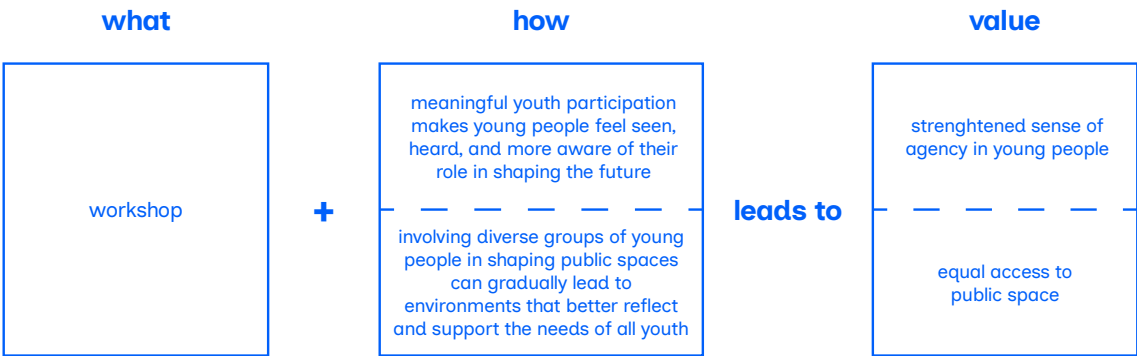 what
how
value
workshop
+
meaningful youth participation
makes young people feel seen,
heard, and more aware of their
role in shaping the future
involving diverse groups of young
people in shaping public spaces
can gradually lead to
environments that better reflect
and support the needs of all youth
leads to
strenghtened sense of
agency in young people
equal access to
public space